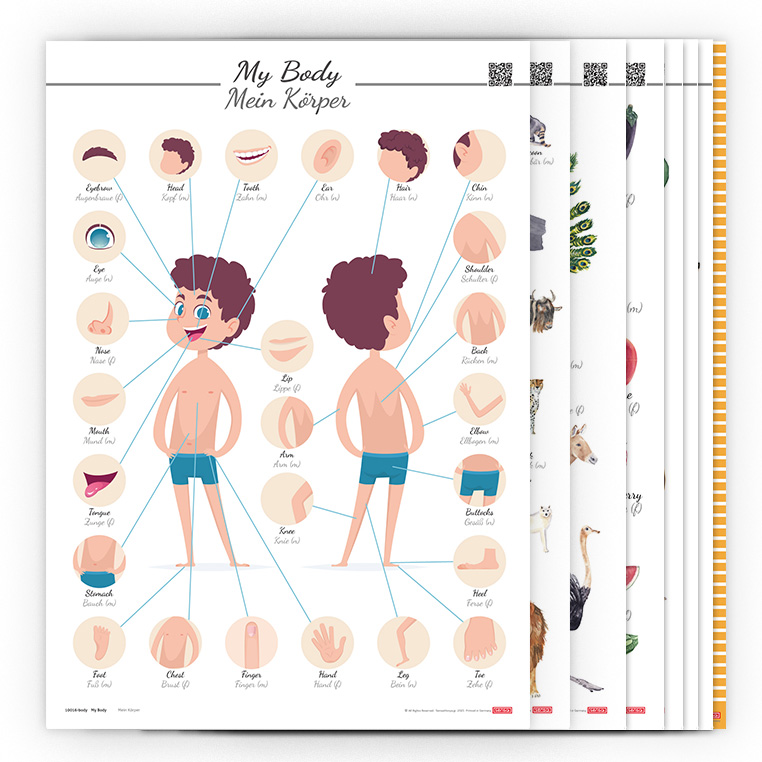 My Body
Mein Körper
Eyebrow
Augenbraue (f)
Head
Kopf (m)
Tooth
Zahn (m)
Ear
Ohr (n)
Hair
Haar (n)
Chin
Kinn (n)
Eye
Auge (n)
Shoulder
Schulter (f)
Nose
Nase (f)
Lip
Lippe (f)
Back
Rücken (m)
Mouth
Mund (m)
Arm
Arm (m)
Elbow
Ellbogen (m)
Tongue
Zunge (f)
Knee
Knie (n)
Buttocks
Gesäß (n)
Stomach
Bauch (m)
Heel
Ferse (f)
Foot
Fuß (m)
Chest
Brust (f)
Finger
Finger (m)
Hand
Hand (f)
Leg
Bein (n)
Toe
Zehe (f)
My Body
Mein Körper